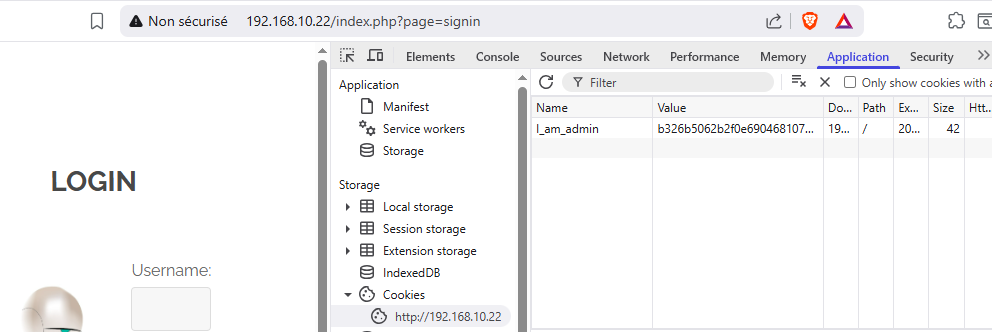 Non sécurisé 192.168.10.22/index.php?page=signin
Elements Console Sources Network Performance Memory Application Security
Application
Manifest
Service workers
Storage
Storage
Local storage
Session storage
Extension storage
IndexedDB
Cookies
http://192.168.10.22
Filter Only show cookies with a
Name Value Do... Path Ex... Size Htt...
I_am_admin b326b5062b2f0e690468107... 19... / 20... 42
LOGIN
Username: